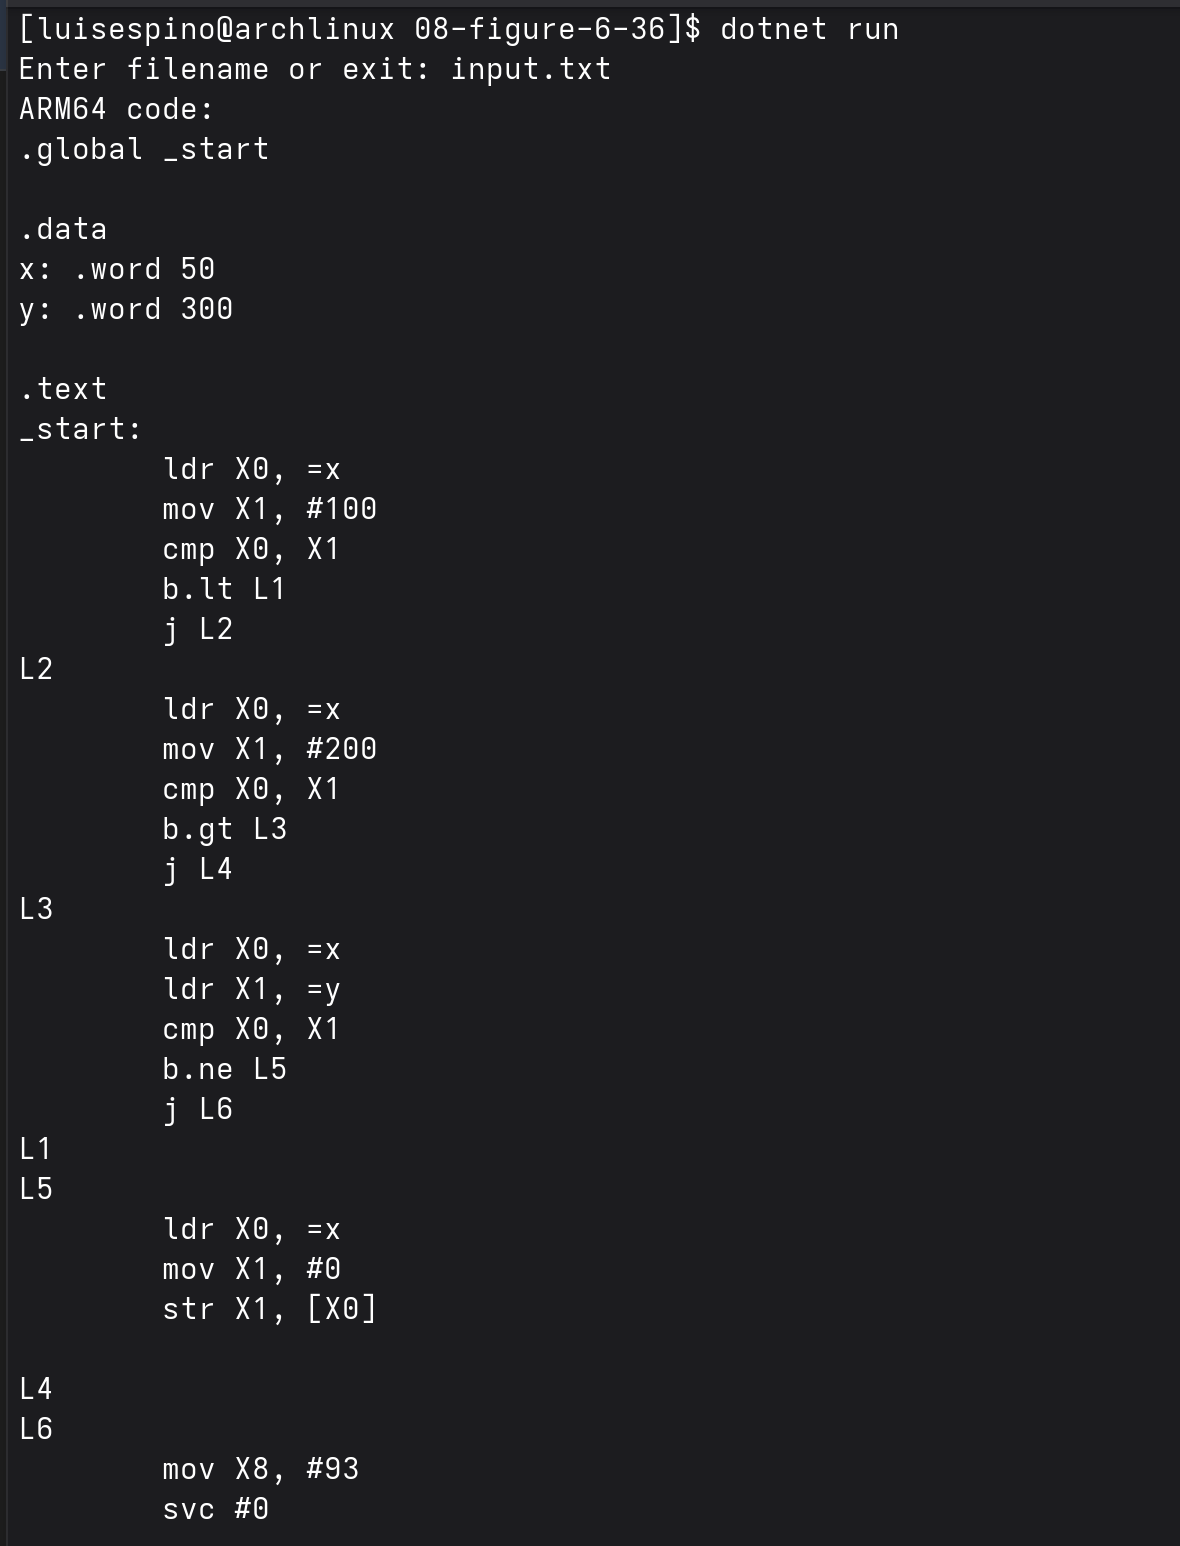 [luisespino@archlinux 08-figure-6-36]$ dotnet run
Enter filename or exit: input.txt
ARM64 code:
.global _start
.data
x: .word 50
y: .word 300
.text
_start:
ldr X0, =x
mov X1, #100
cmp X0, X1
b.lt L1
j L2
L2
ldr X0, =x
mov X1, #200
cmp X0, X1
b.gt L3
j L4
L3
ldr X0, =x
ldr X1, =y
cmp X0, X1
b.ne L5
j L6
L1
L5
ldr X0, =x
mov X1, #0
str X1, [X0]
L4
L6
mov X8, #93
svc #0